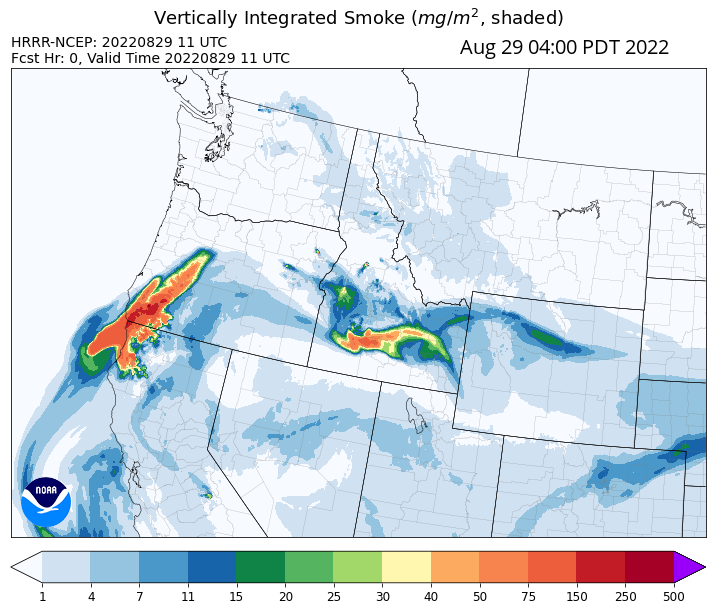 Vertically Integrated Smoke (mg/m², shaded)
HRRR-NCEP: 20220829 11 UTC
Fcst Hr: 0, Valid Time 20220829 11 UTC
Aug 29 04:00 PDT 2022
NOAA
1 4 7 11 15 20 25 30 40 50 75 150 250 500